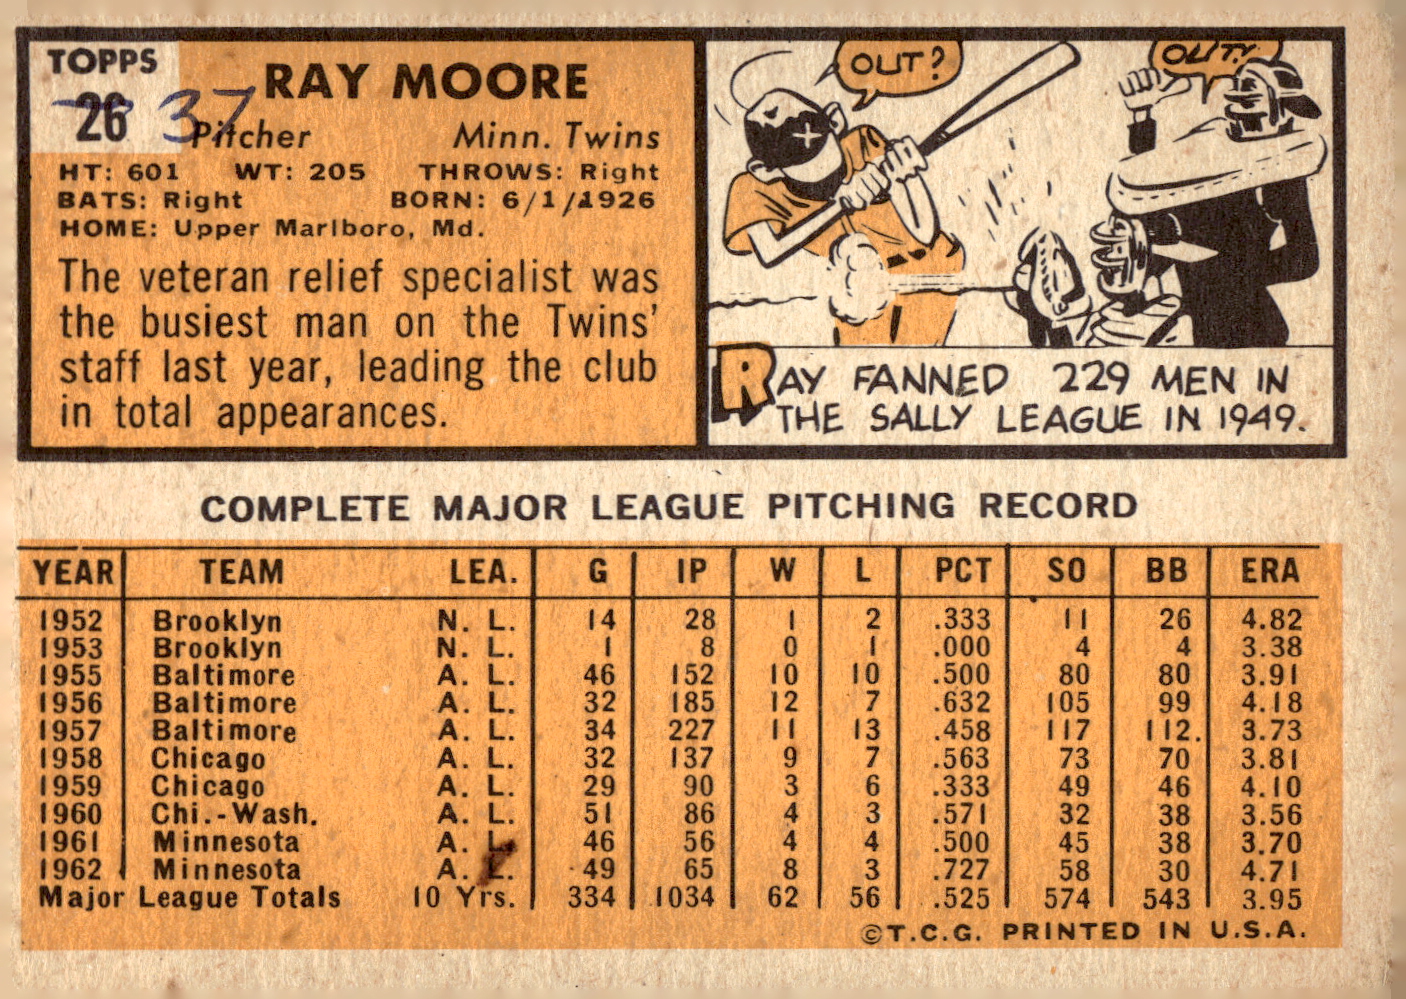 TOPPS
26 37
RAY MOORE
Pitcher Minn. Twins
HT: 601 WT: 205 THROWS: Right
BATS: Right BORN: 6/1/1926
HOME: Upper Marlboro, Md.
The veteran relief specialist was
the busiest man on the Twins'
staff last year, leading the club
in total appearances.
OUT?
OUT!
RAY FANNED 229 MEN IN
THE SALLY LEAGUE IN 1949.
COMPLETE MAJOR LEAGUE PITCHING RECORD
YEAR TEAM LEA. G IP W L PCT SO BB ERA
1952 Brooklyn N. L. 14 28 1 2 .333 11 26 4.82
1953 Brooklyn N. L. 1 8 0 1 .000 4 4 3.38
1955 Baltimore A. L. 46 152 10 10 .500 80 80 3.91
1956 Baltimore A. L. 32 185 12 7 .632 105 99 4.18
1957 Baltimore A. L. 34 227 11 13 .458 117 112. 3.73
1958 Chicago A. L. 32 137 9 7 .563 73 70 3.81
1959 Chicago A. L. 29 90 3 6 .333 49 46 4.10
1960 Chi.-Wash. A. L. 51 86 4 3 .571 32 38 3.56
1961 Minnesota A. L. 46 56 4 4 .500 45 38 3.70
1962 Minnesota A. L. 49 65 8 3 .727 58 30 4.71
Major League Totals 10 Yrs. 334 1034 62 56 .525 574 543 3.95
©T.C.G. PRINTED IN U.S.A.